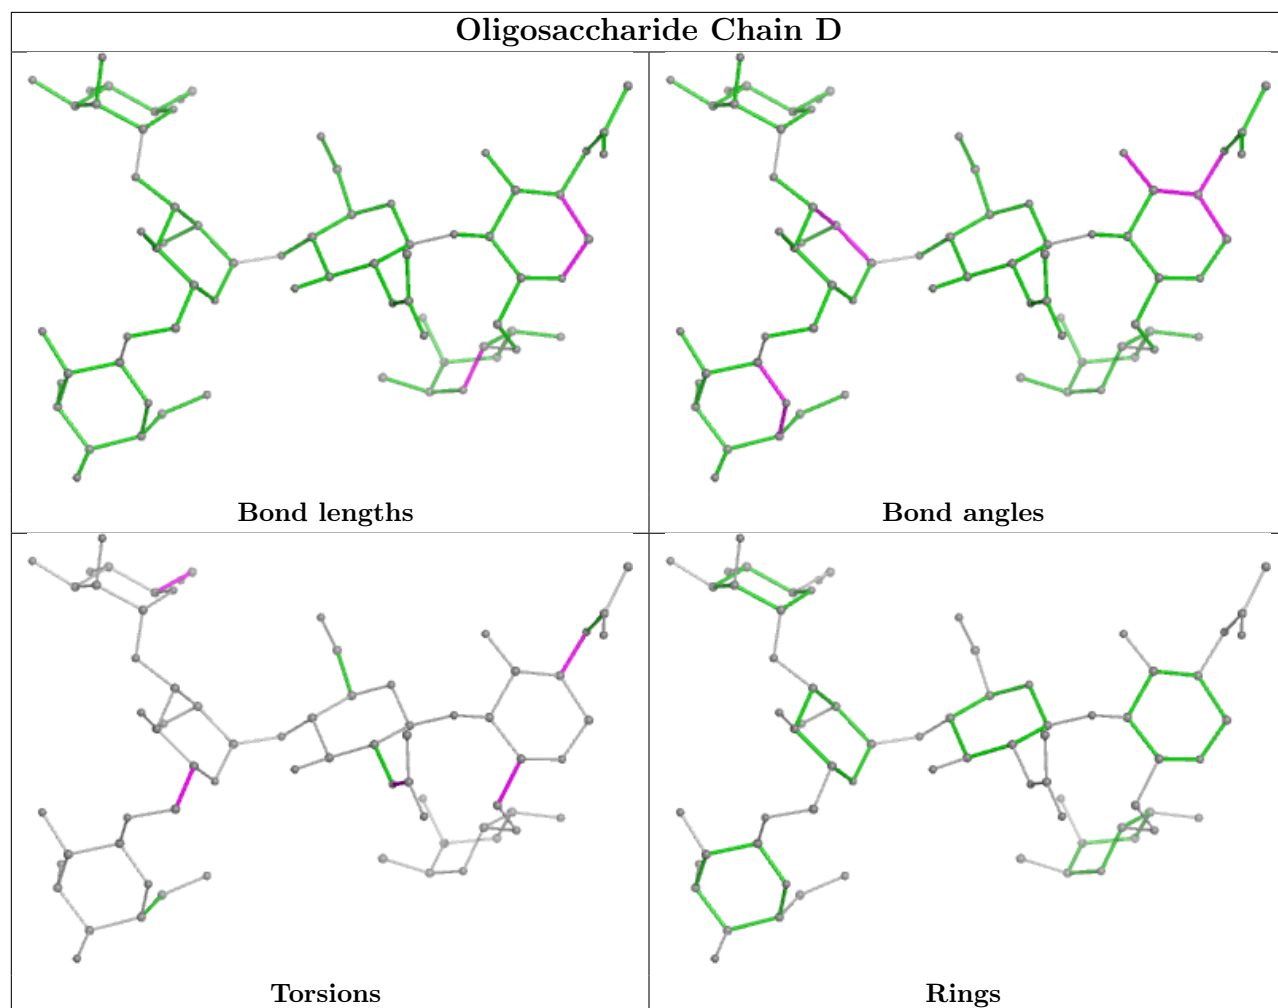 Oligosaccharide Chain D
Bond lengths
Bond angles
Torsions
Rings